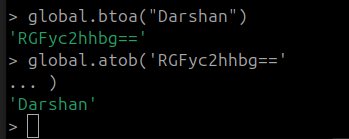 > global.btoa("Darshan")
'RGFyc2hhbg=='
> global.atob('RGFyc2hhbg=='
... )
'Darshan'
>